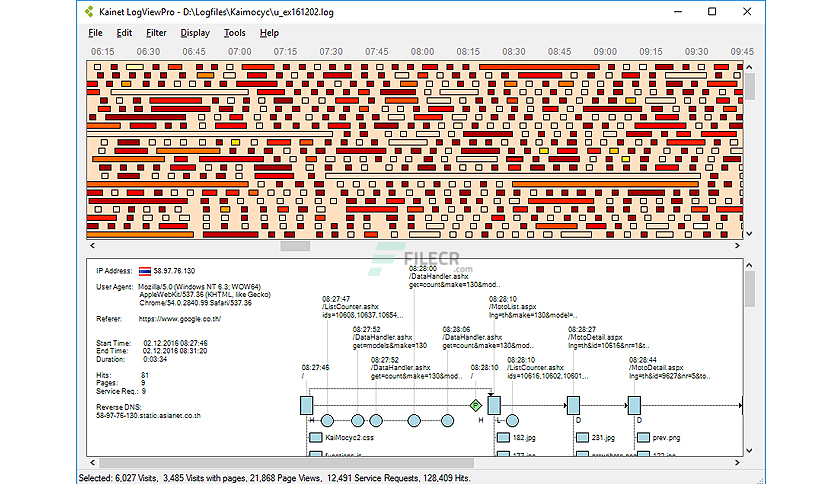 Kainet LogViewPro - D:\Logfiles\Kaimocyc\u_ex161202.log
File Edit Filter Display Tools Help
06:15 06:30 06:45 07:00 07:15 07:30 07:45 08:00 08:15 08:30 08:45 09:00 09:15 09:30 09:45
FILECR
.com
IP Address: 58.97.76.130
User Agent: Mozilla/5.0 (Windows NT 6.3; WOW64)
AppleWebKit/537.36 (KHTML, like Gecko)
Chrome/54.0.2840.99 Safari/537.36
Referer: https://www.google.co.th/
Start Time: 02.12.2016 08:27:46
End Time: 02.12.2016 08:31:20
Duration: 0:03:34
Hits: 81
Pages: 9
Service Req.: 9
Reverse DNS:
58-97-76-130.static.asianet.co.th
08:28:00
/DataHandler.ashx
get=count&make=130&mod...
08:27:47
/ListCounter.ashx
ids=10608,10637,10654,...
08:28:10
/MotoList.aspx
lng=th&make=130&model=...
08:27:52
/DataHandler.ashx
get=models&make=130
08:28:06
/DataHandler.ashx
get=count&make=130&mod...
08:28:27
/MotoDetail.aspx
lng=th&id=10616&nr=1&t..
08:27:46
/
08:27:52
/DataHandler.ashx
get=count&make=130&mod...
08:28:10
/
08:28:10
/ListCounter.ashx
ids=10616,10602,10601,...
08:28:44
/MotoDetail.aspx
lng=th&id=9627&nr=5&to..
P
H H L D D
KaiMocyc2.css 182.jpg 231.jpg prev.png
Selected: 6,027 Visits, 3,485 Visits with pages, 21,868 Page Views, 12,491 Service Requests, 128,409 Hits.